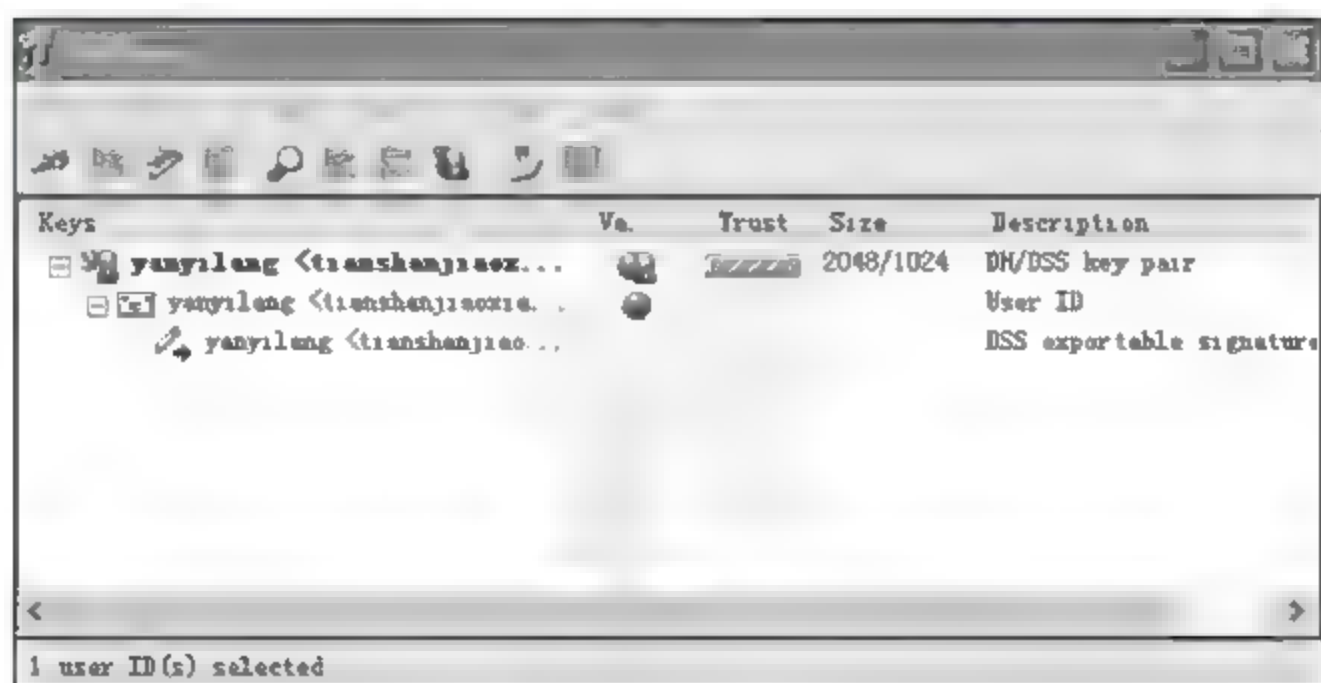 Keys Va. Trust Size Description
yanyilang <tianshanjiaox... 2048/1024 DH/DSS key pair
yanyilang <tianshanjiaoxia... User ID
yanyilang <tianshanjiao... DSS exportable signature
1 user ID(s) selected